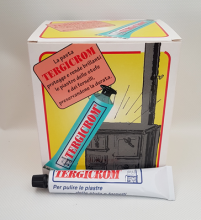 La pasta
TERGICROM
protegge e rende brillanti
le piastre delle stufe
e dei fornelli,
preservandone la durata.
TERGICROM
TERGICROM
Per pulire le piastre